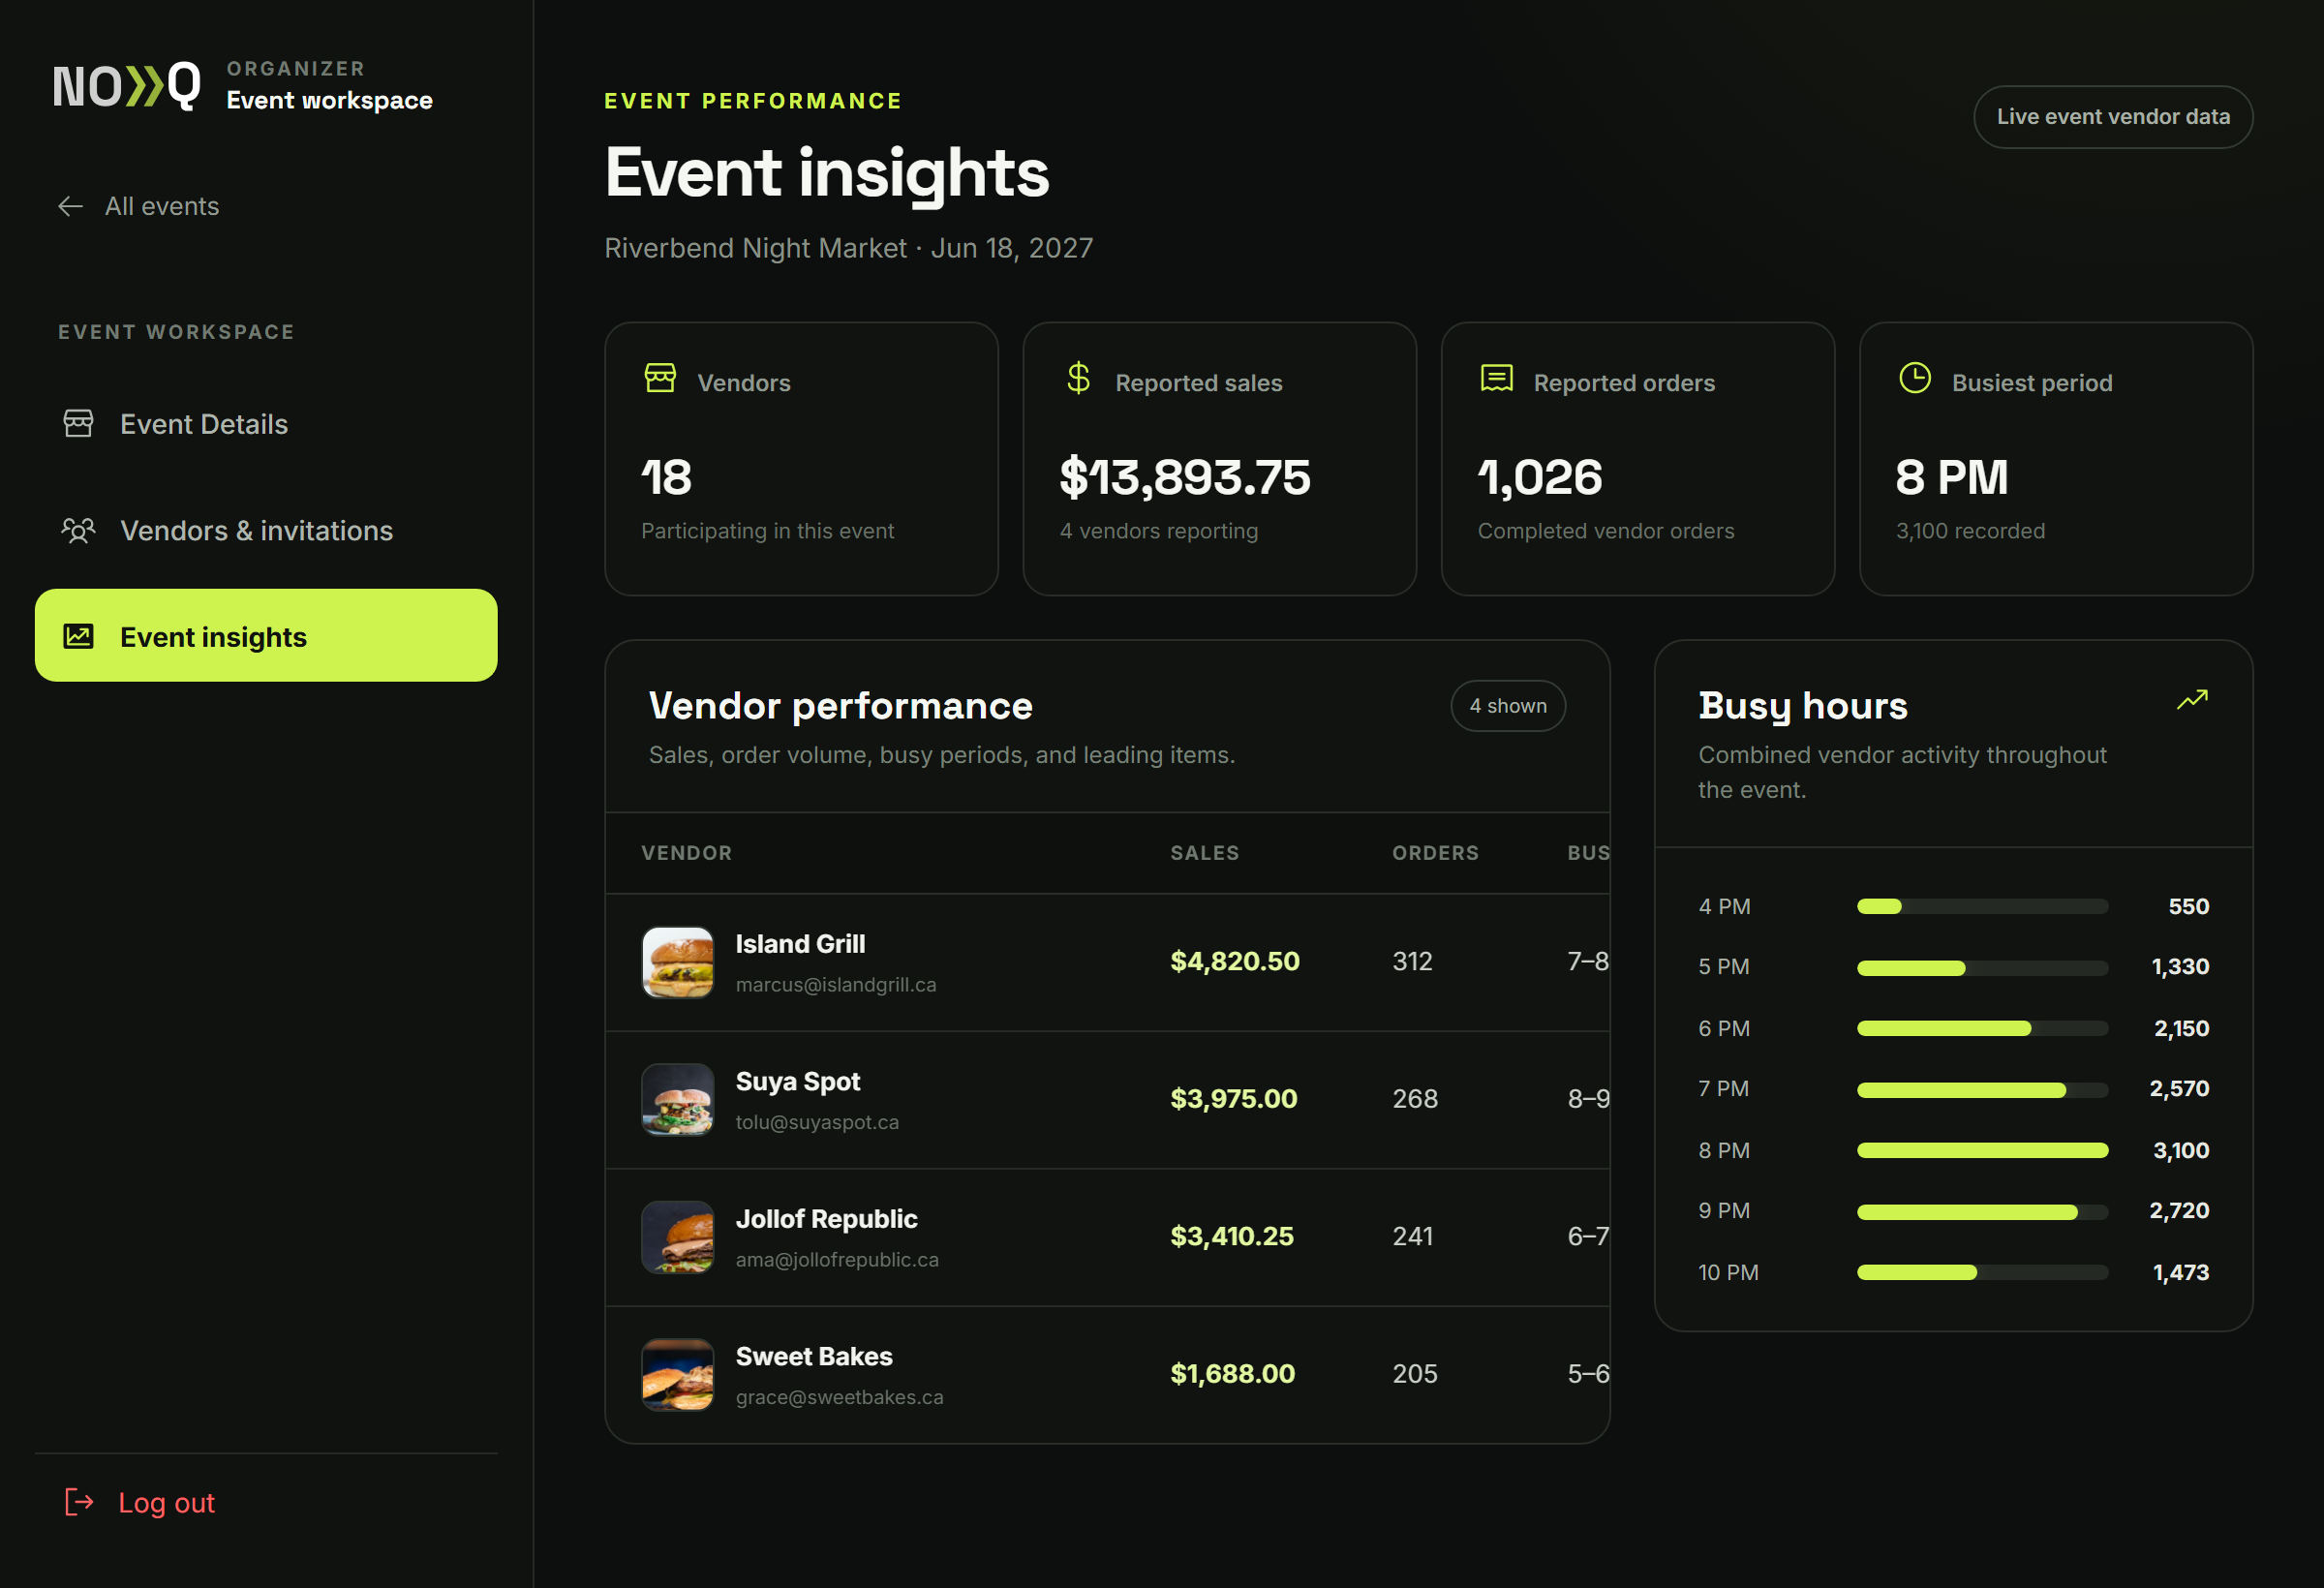 NO»Q
ORGANIZER
Event workspace
All events
EVENT WORKSPACE
Event Details
Vendors & invitations
Event insights
Log out
EVENT PERFORMANCE
Event insights
Riverbend Night Market · Jun 18, 2027
Live event vendor data
Vendors
18
Participating in this event
Reported sales
$13,893.75
4 vendors reporting
Reported orders
1,026
Completed vendor orders
Busiest period
8 PM
3,100 recorded
Vendor performance
4 shown
Sales, order volume, busy periods, and leading items.
VENDOR SALES ORDERS BUS
Island Grill
marcus@islandgrill.ca
$4,820.50 312 7–8
Suya Spot
tolu@suyaspot.ca
$3,975.00 268 8–9
Jollof Republic
ama@jollofrepublic.ca
$3,410.25 241 6–7
Sweet Bakes
grace@sweetbakes.ca
$1,688.00 205 5–6
Busy hours
Combined vendor activity throughout
the event.
4 PM 550
5 PM 1,330
6 PM 2,150
7 PM 2,570
8 PM 3,100
9 PM 2,720
10 PM 1,473